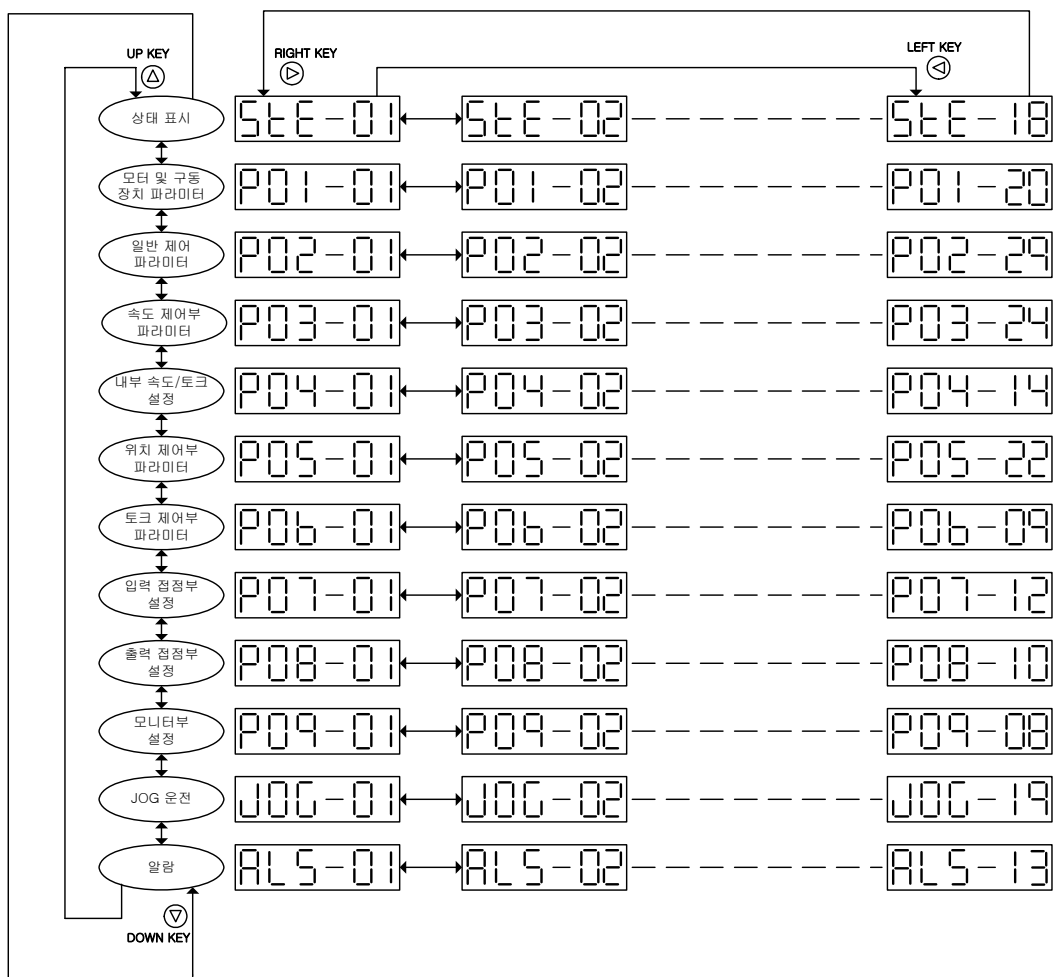 UP KEY
RIGHT KEY
LEFT KEY
상태 표시
StE-01
StE-02
StE-18
모터 및 구동
장치 파라미터
P01-01
P01-02
P01-20
일반 제어
파라미터
P02-01
P02-02
P02-29
속도 제어부
파라미터
P03-01
P03-02
P03-24
내부 속도/토크
설정
P04-01
P04-02
P04-14
위치 제어부
파라미터
P05-01
P05-02
P05-22
토크 제어부
파라미터
P06-01
P06-02
P06-09
입력 접점부
설정
P07-01
P07-02
P07-12
출력 접점부
설정
P08-01
P08-02
P08-10
모니터부
설정
P09-01
P09-02
P09-08
JOG 운전
JOG-01
JOG-02
JOG-19
알람
ALS-01
ALS-02
ALS-13
DOWN KEY